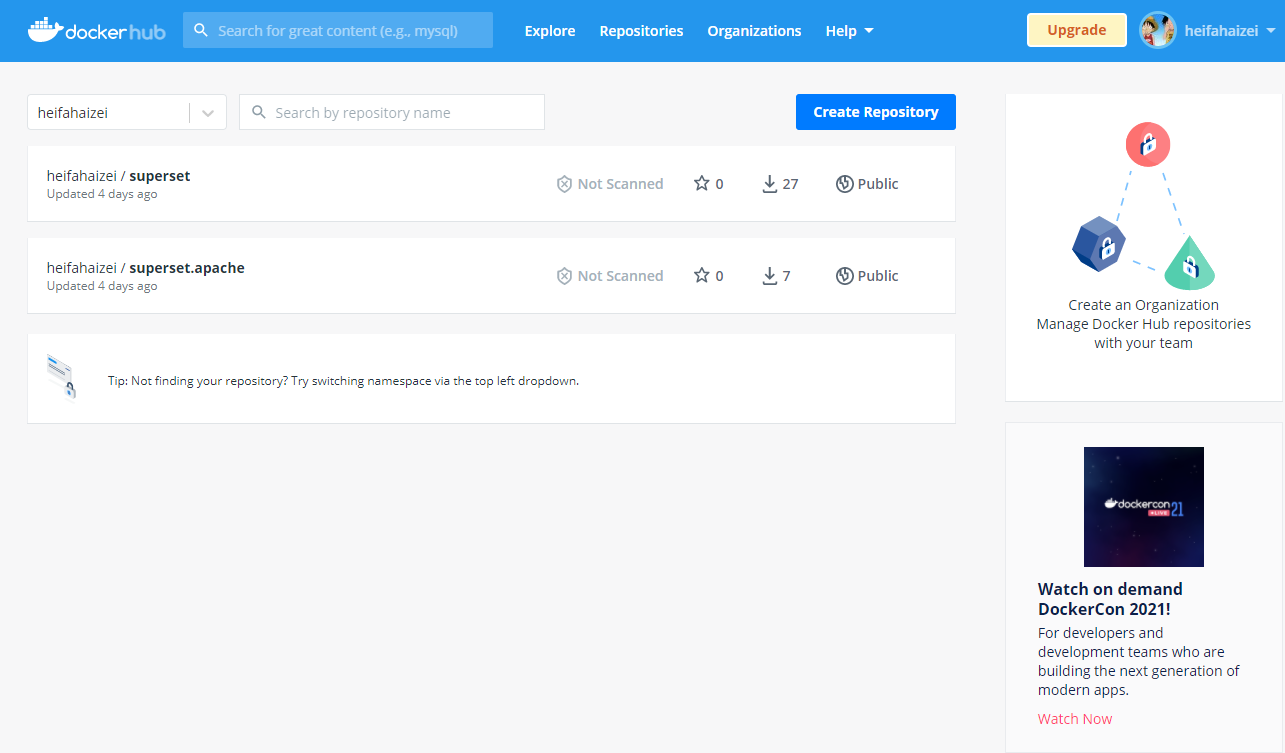 dockerhub
Search for great content (e.g., mysql)
Explore
Repositories
Organizations
Help
Upgrade
heifahaizei
heifahaizei
Search by repository name
Create Repository
heifahaizei / superset
Updated 4 days ago
Not Scanned
0
27
Public
heifahaizei / superset.apache
Updated 4 days ago
Not Scanned
0
7
Public
Tip: Not finding your repository? Try switching namespace via the top left dropdown.
Create an Organization
Manage Docker Hub repositories
with your team
dockercon
LIVE 21
Watch on demand
DockerCon 2021!
For developers and
development teams who are
building the next generation of
modern apps.
Watch Now